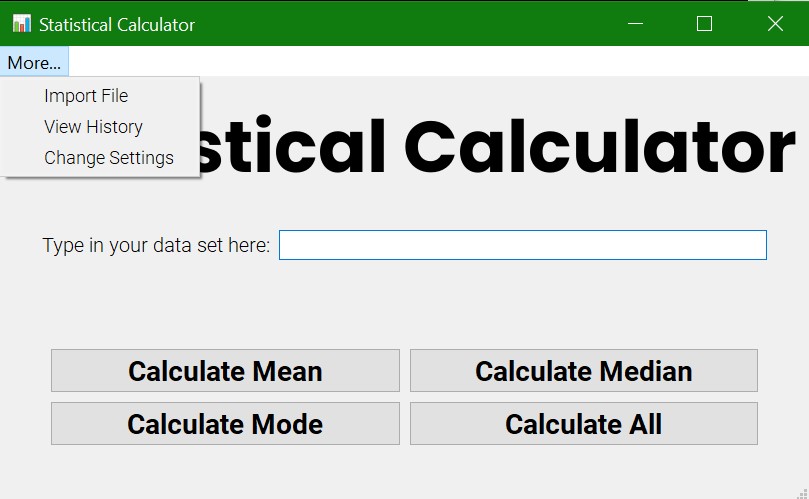 Statistical Calculator
More...
Import File
View History
Change Settings
stical Calculator
Type in your data set here:
Calculate Mean
Calculate Median
Calculate Mode
Calculate All